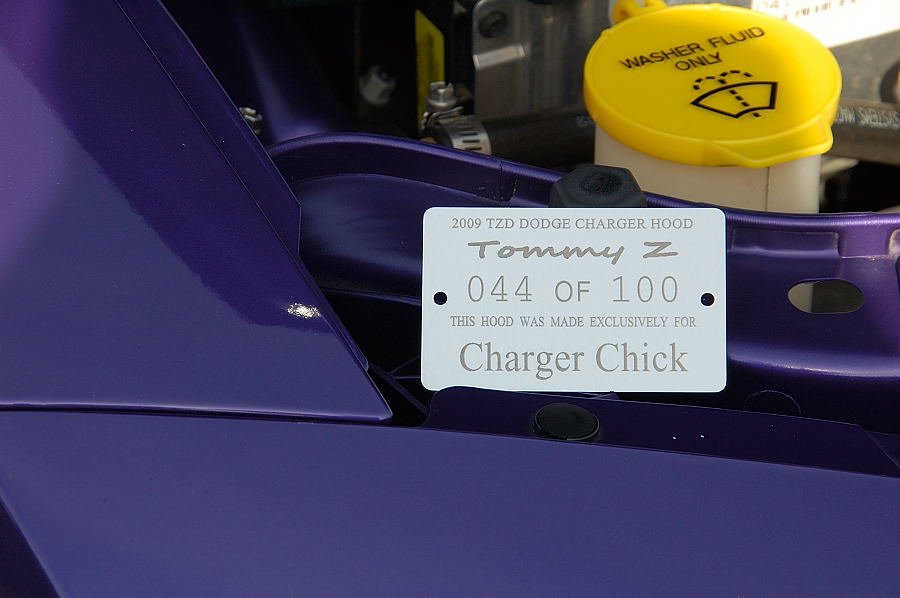 WASHER FLUID
ONLY
SYSTEMS
2009 TZD DODGE CHARGER HOOD
Tommy Z
044 OF 100
THIS HOOD WAS MADE EXCLUSIVELY FOR
Charger Chick